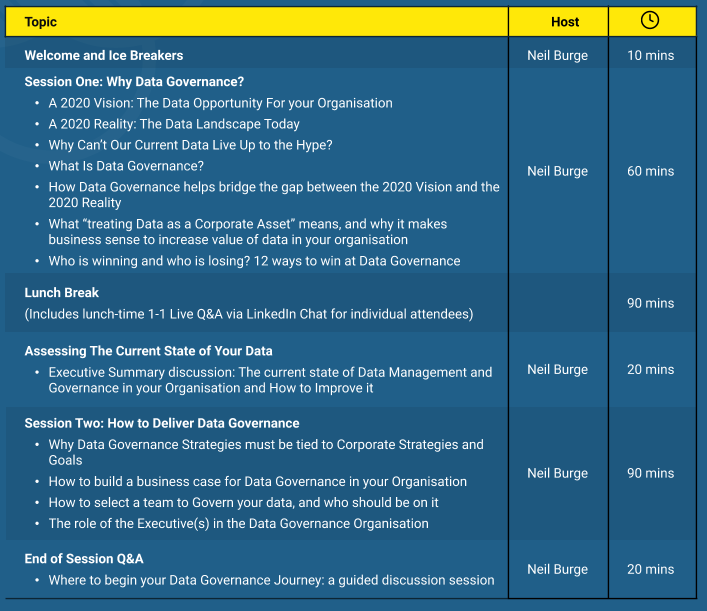 Topic Host
Welcome and Ice Breakers Neil Burge 10 mins
Session One: Why Data Governance?
• A 2020 Vision: The Data Opportunity For your Organisation
• A 2020 Reality: The Data Landscape Today
• Why Can’t Our Current Data Live Up to the Hype?
• What Is Data Governance?
Neil Burge 60 mins
• How Data Governance helps bridge the gap between the 2020 Vision and the
2020 Reality
• What “treating Data as a Corporate Asset” means, and why it makes
business sense to increase value of data in your organisation
• Who is winning and who is losing? 12 ways to win at Data Governance
Lunch Break
90 mins
(Includes lunch-time 1-1 Live Q&A via LinkedIn Chat for individual attendees)
Assessing The Current State of Your Data
• Executive Summary discussion: The current state of Data Management and
Governance in your Organisation and How to Improve it
Neil Burge 20 mins
Session Two: How to Deliver Data Governance
• Why Data Governance Strategies must be tied to Corporate Strategies and
Goals
• How to build a business case for Data Governance in your Organisation
Neil Burge 90 mins
• How to select a team to Govern your data, and who should be on it
• The role of the Executive(s) in the Data Governance Organisation
End of Session Q&A
Neil Burge 20 mins
• Where to begin your Data Governance Journey: a guided discussion session